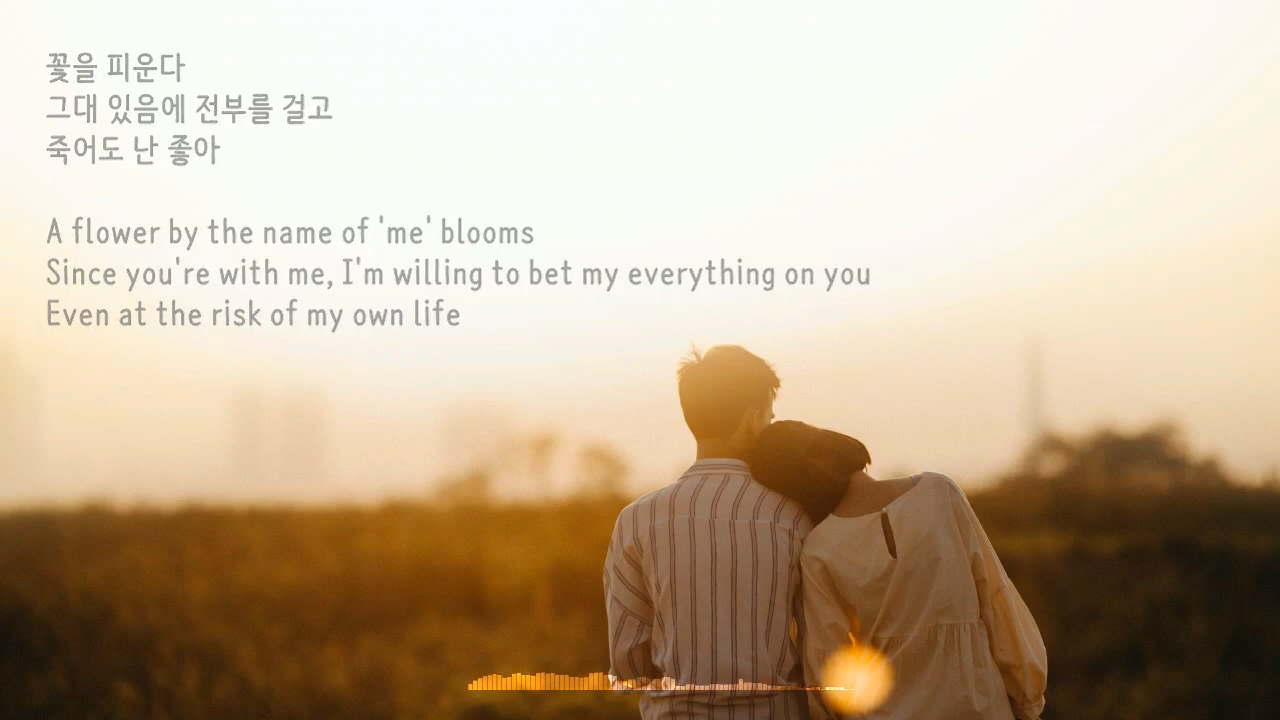 꽃을 피운다
그대 있음에 전부를 걸고
죽어도 난 좋아
A flower by the name of 'me' blooms
Since you're with me, I'm willing to bet my everything on you
Even at the risk of my own life